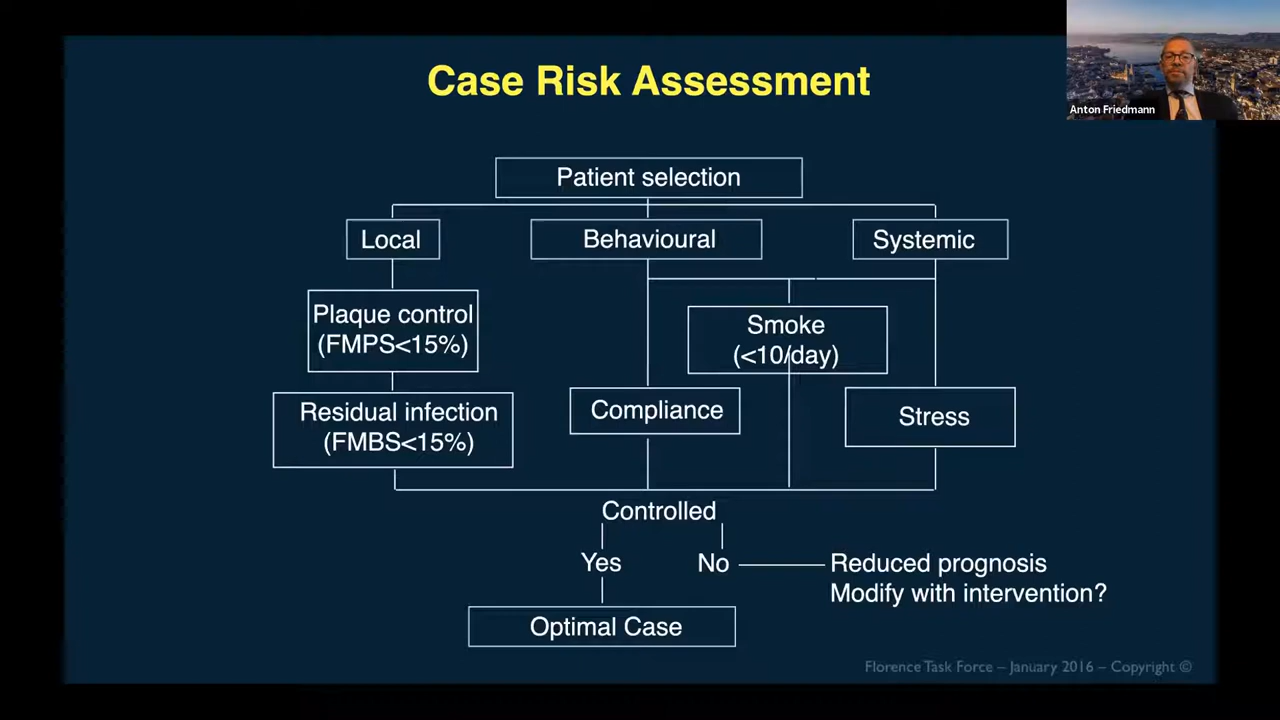 Case Risk Assessment
Anton Friedmann
Patient selection
Local
Behavioural
Systemic
Plaque control
(FMPS<15%)
Smoke
(<10/day)
Residual infection
(FMBS<15%)
Compliance
Stress
Controlled
Yes
No
Reduced prognosis
Modify with intervention?
Optimal Case
Florence Task Force – January 2016 – Copyright ©